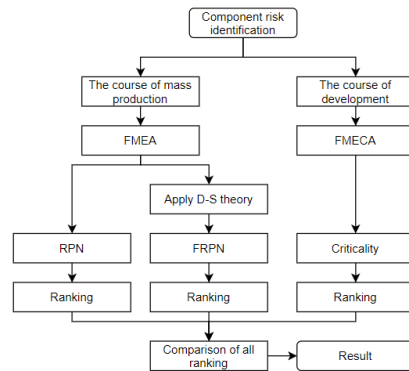 Component risk
identification
The course of mass
production
The course of
development
FMEA
FMECA
Apply D-S theory
RPN
FRPN
Criticality
Ranking
Ranking
Ranking
Comparison of all
ranking
Result